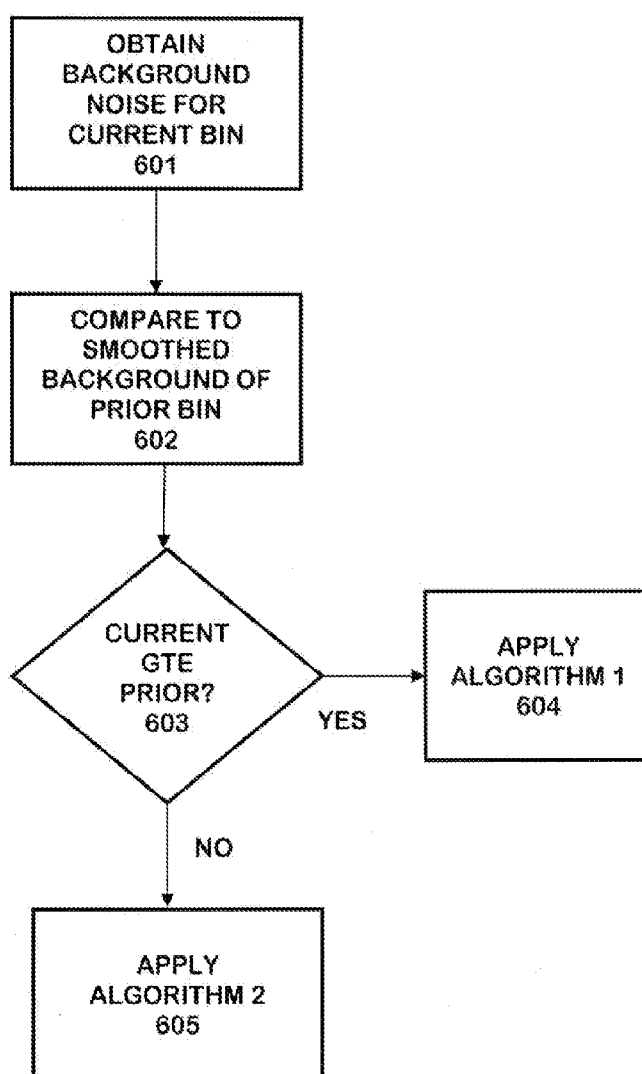 OBTAIN
BACKGROUND
NOISE FOR
CURRENT BIN
601
COMPARE TO
SMOOTHED
BACKGROUND OF
PRIOR BIN
602
CURRENT
GTE
PRIOR?
603
YES
APPLY
ALGORITHM 1
604
NO
APPLY
ALGORITHM 2
605